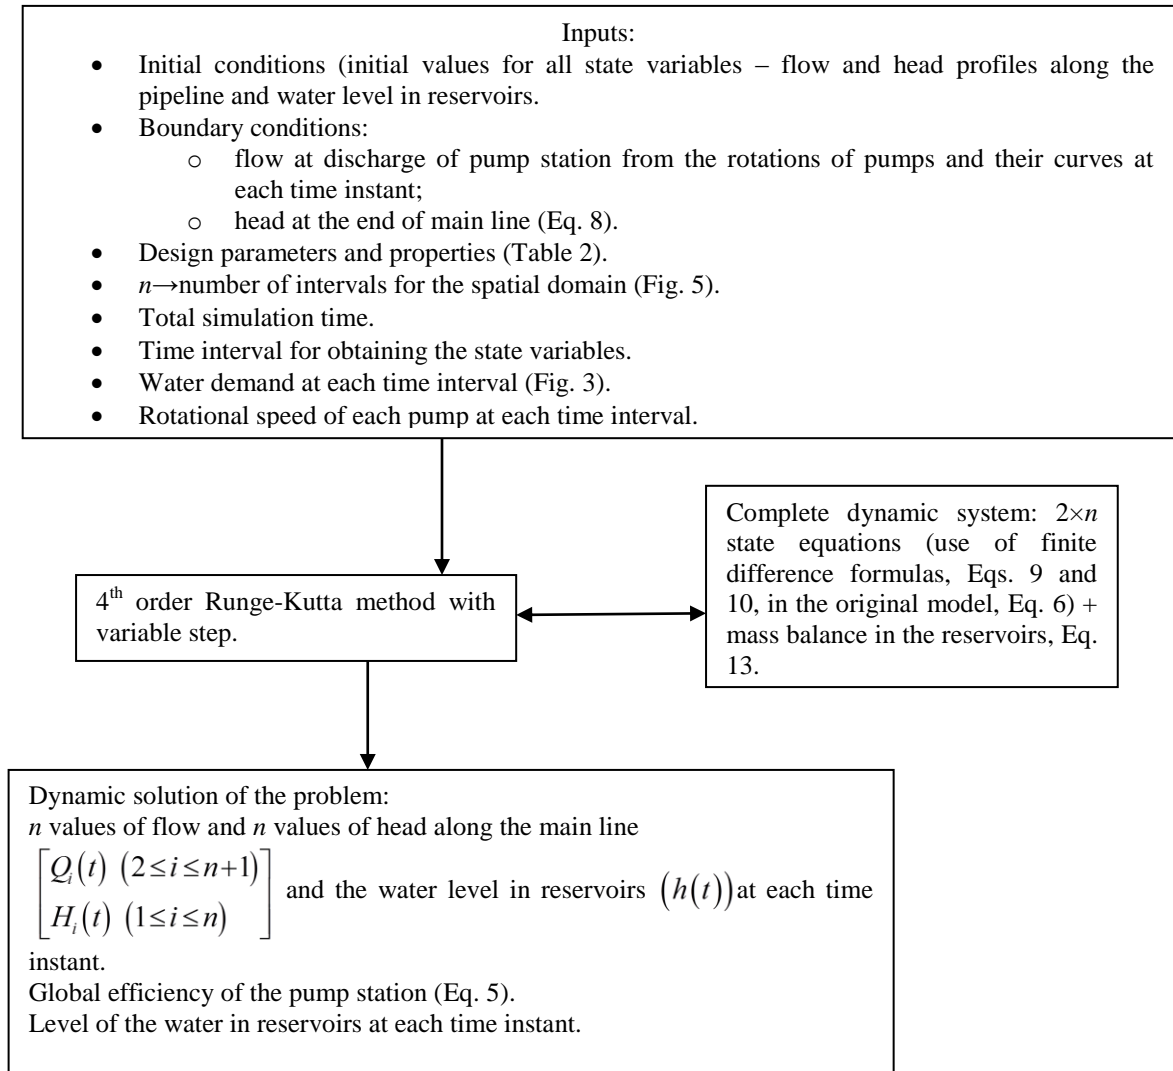 Inputs:
• Initial conditions (initial values for all state variables – flow and head profiles along the
pipeline and water level in reservoirs.
• Boundary conditions:
o flow at discharge of pump station from the rotations of pumps and their curves at
each time instant;
o head at the end of main line (Eq. 8).
• Design parameters and properties (Table 2).
• n→number of intervals for the spatial domain (Fig. 5).
• Total simulation time.
• Time interval for obtaining the state variables.
• Water demand at each time interval (Fig. 3).
• Rotational speed of each pump at each time interval.
Complete dynamic system: 2×n
state equations (use of finite
difference formulas, Eqs. 9 and
10, in the original model, Eq. 6) +
mass balance in the reservoirs, Eq.
13.
4th order Runge-Kutta method with
variable step.
Dynamic solution of the problem:
n values of flow and n values of head along the main line
[Q_i(t) (2≤i≤n+1)
H_i(t) (1≤i≤n)] and the water level in reservoirs (h(t)) at each time
instant.
Global efficiency of the pump station (Eq. 5).
Level of the water in reservoirs at each time instant.